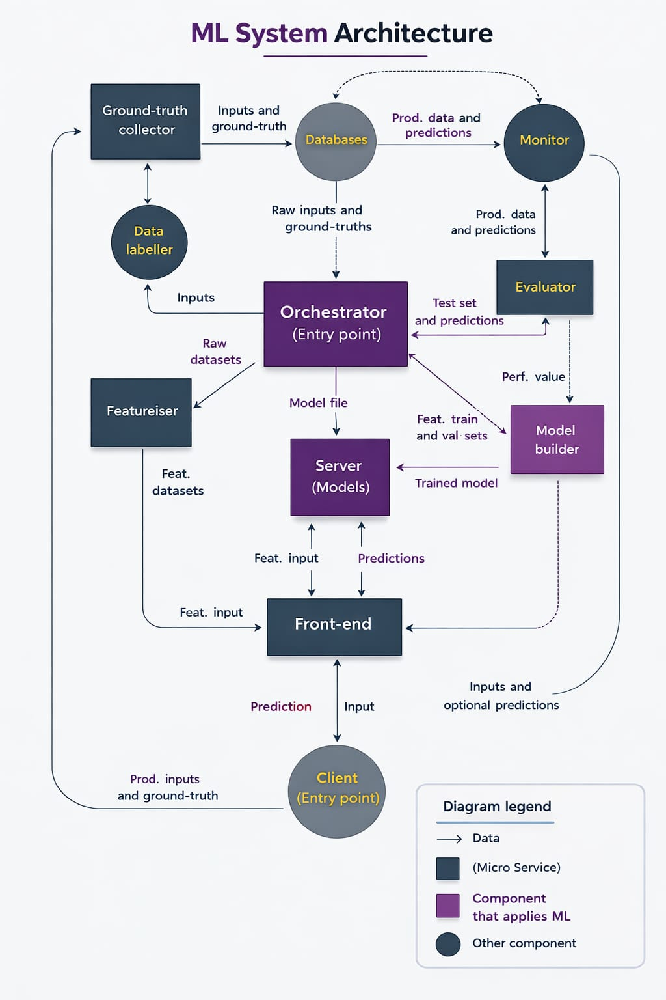 ML System Architecture
Ground-truth
collector
Inputs and
ground-truth
Databases
Prod. data and
predictions
Monitor
Raw inputs and
ground-truths
Prod. data
and predictions
Data
labeller
Evaluator
Inputs
Orchestrator
(Entry point)
Test set
and predictions
Raw
datasets
Perf. value
Featureiser
Model file
Feat. train
and val· sets
Model
builder
Server
(Models)
Trained model
Feat.
datasets
Feat. input
Predictions
Feat. input
Front-end
Inputs and
optional predictions
Prediction
Input
Client
(Entry point)
Prod. inputs
and ground-truth
Diagram legend
Data
(Micro Service)
Component
that applies ML
Other component